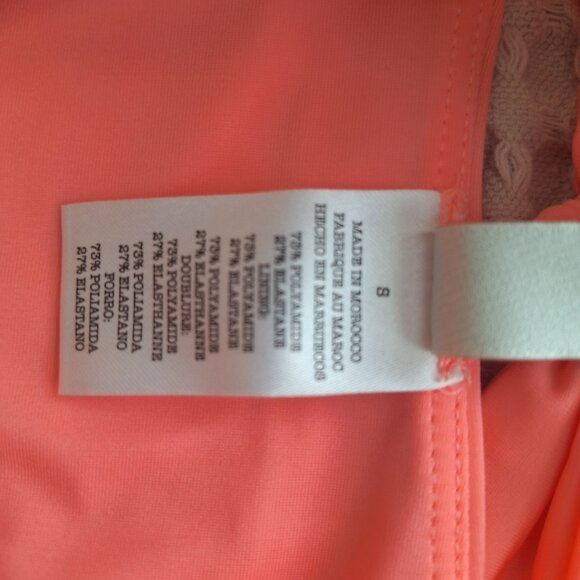 S
MADE IN MOROCCO
FABRIQUE AU MAROC
HECHO EN MARRUECOS
73% POLYAMIDE
27% ELASTANE
LINING:
73% POLYAMIDE
27% ELASTANE
73% POLYAMIDE
27% ELASTHANNE
DOUBLURE:
73% POLYAMIDE
27% ELASTHANNE
73% POLIAMIDA
27% ELASTANO
FORRO:
73% POLIAMIDA
27% ELASTANO